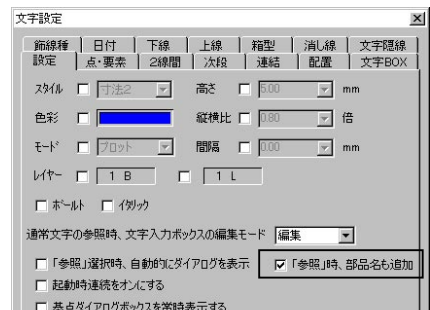 文字設定
飾線種 日付 下線 上線 箱型 消し線 文字隠線
設定 点・要素 2線間 次段 連結 配置 文字BOX
スタイル 寸法2 高さ 5.00 mm
色彩 縦横比 0.80 倍
モード プロット 間隔 0.00 mm
レイヤー 1 B 1 L
ボールト イタリック
通常文字の参照時、文字入力ボックスの編集モード 編集
「参照」選択時、自動的にダイアログを表示 「参照」時、部品名も追加
起動時連続をオンにする
基点ダイアログボックスを常時表示する